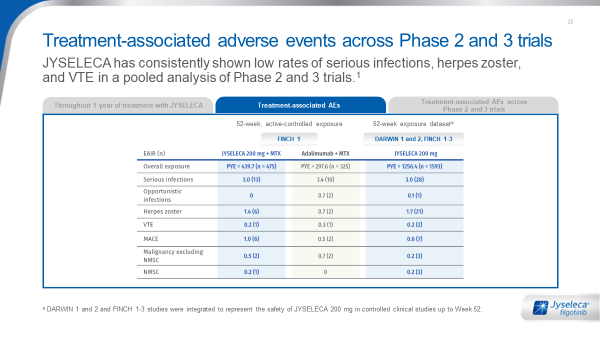 15
Treatment-associated adverse events across Phase 2 and 3 trials
JYSELECA has consistently shown low rates of serious infections, herpes zoster,
and VTE in a pooled analysis of Phase 2 and 3 trials.¹
Throughout 1 year of treatment with JYSELECA
Treatment-associated AEs
Treatment associated AEs across
Phase 2 and 3 trials
52-week, active-controlled exposure
52-week exposure datasetª
FINCH 1
DARWIN 1 and 2, FINCH 1-3
EAIR (n) JYSELECA 200 mg + MTX Adalimumab + MTX JYSELECA 200 mg
Overall exposure PYE = 439.7 (n = 475) PYE = 297.6 (n = 325) PYE = 1256.4 (n = 1593)
Serious infections 3.0 (13) 3.4 (10) 3.0 (28)
Opportunistic
infections 0 0.7 (2) 0.1 (1)
Herpes zoster 1.4 (6) 0.7 (2) 1.7 (21)
VTE 0.2 (1) 0.3 (1) 0.2 (2)
MACE 1.0 (6) 0.5 (2) 0.6 (7)
Malignancy excluding
NMSC 0.5 (2) 0.7 (2) 0.2 (3)
NMSC 0.2 (1) 0 0.2 (3)
ª DARWIN 1 and 2 and FINCH 1-3 studies were integrated to represent the safety of JYSELECA 200 mg in controlled clinical studies up to Week 52.
Jyseleca
filgotinib